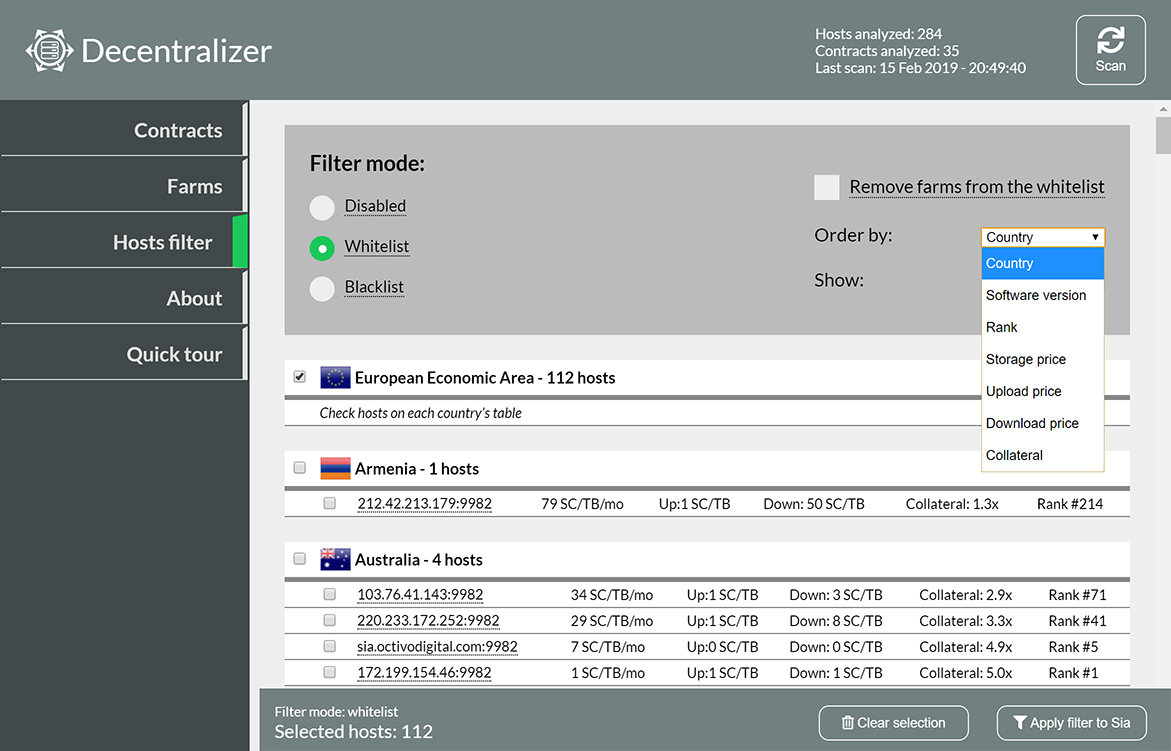 Decentralizer
Hosts analyzed: 284
Contracts analyzed: 35
Last scan: 15 Feb 2019 - 20:49:40
Scan
Contracts
Farms
Hosts filter
About
Quick tour
Filter mode:
Disabled
Whitelist
Blacklist
Remove farms from the whitelist
Order by:
Country
Show:
Country
Software version
Rank
Storage price
Upload price
Download price
Collateral
European Economic Area - 112 hosts
Check hosts on each country's table
Armenia - 1 hosts
212.42.213.179:9982 79 SC/TB/mo Up:1 SC/TB Down: 50 SC/TB Collateral: 1.3x Rank #214
Australia - 4 hosts
103.76.41.143:9982 34 SC/TB/mo Up:1 SC/TB Down: 3 SC/TB Collateral: 2.9x Rank #71
220.233.172.252:9982 29 SC/TB/mo Up:1 SC/TB Down: 8 SC/TB Collateral: 3.3x Rank #41
sia.octivodigital.com:9982 7 SC/TB/mo Up:0 SC/TB Down: 0 SC/TB Collateral: 4.9x Rank #5
172.199.154.46:9982 1 SC/TB/mo Up:1 SC/TB Down: 1 SC/TB Collateral: 5.0x Rank #1
Filter mode: whitelist
Selected hosts: 112
Clear selection
Apply filter to Sia